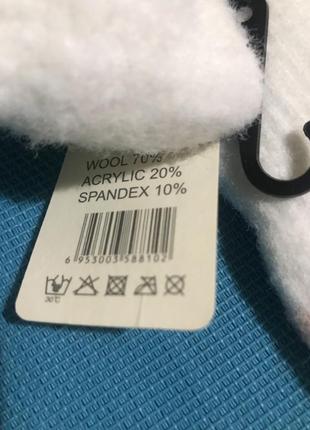 WOOL 70%
ACRYLIC 20%
SPANDEX 10%
6 953003 588102
30℃